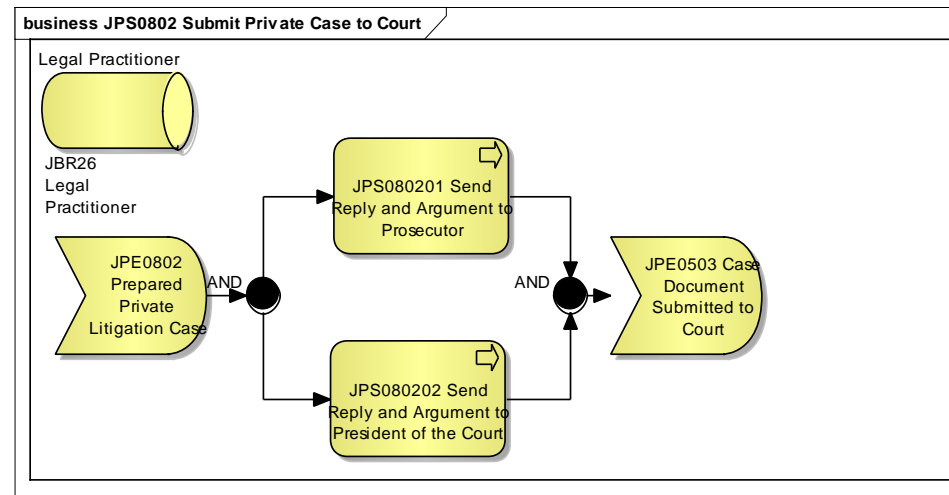 business JPS0802 Submit Private Case to Court
Legal Practitioner
JBR26
Legal
Practitioner
JPE0802
Prepared
Private
Litigation Case
AND
JPS080201 Send
Reply and Argument to
Prosecutor
JPS080202 Send
Reply and Argument to
President of the Court
AND
JPE0503 Case
Document
Submitted to
Court